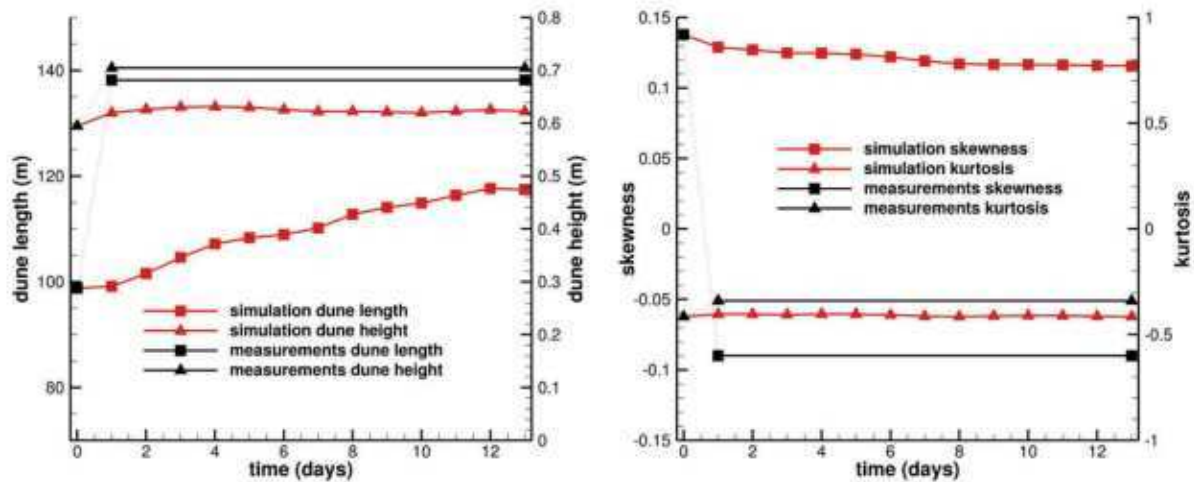 140
120
100
80
dune length (m)
0.8
0.7
0.6
0.5
0.4
0.3
0.2
0.1
0
dune height (m)
simulation dune length
simulation dune height
measurements dune length
measurements dune height
0 2 4 6 8 10 12
time (days)
0.15
0.1
0.05
0
-0.05
-0.1
-0.15
skewness
1
0.5
0
-0.5
-1
kurtosis
simulation skewness
simulation kurtosis
measurements skewness
measurements kurtosis
0 2 4 6 8 10 12
time (days)